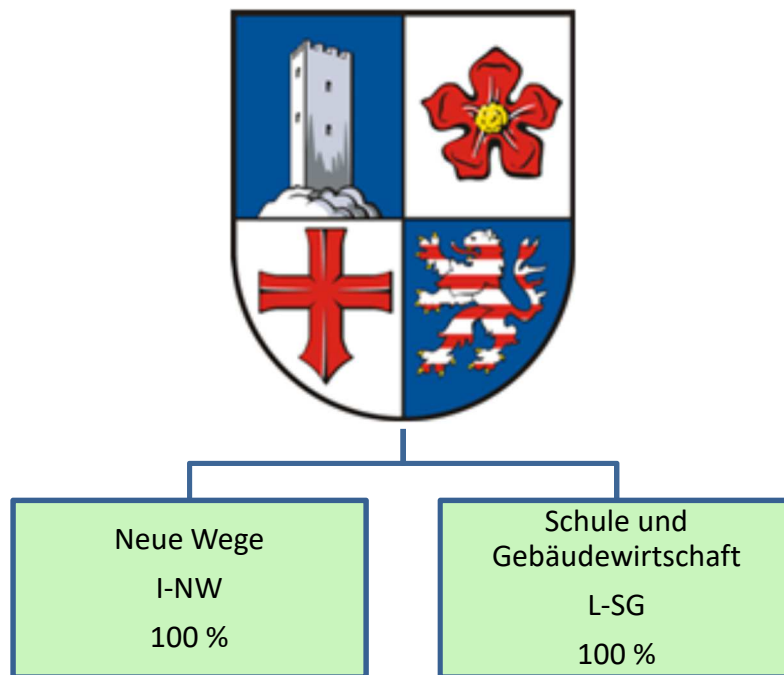 Neue Wege
I-NW
100 %
Schule und
Gebäudewirtschaft
L-SG
100 %